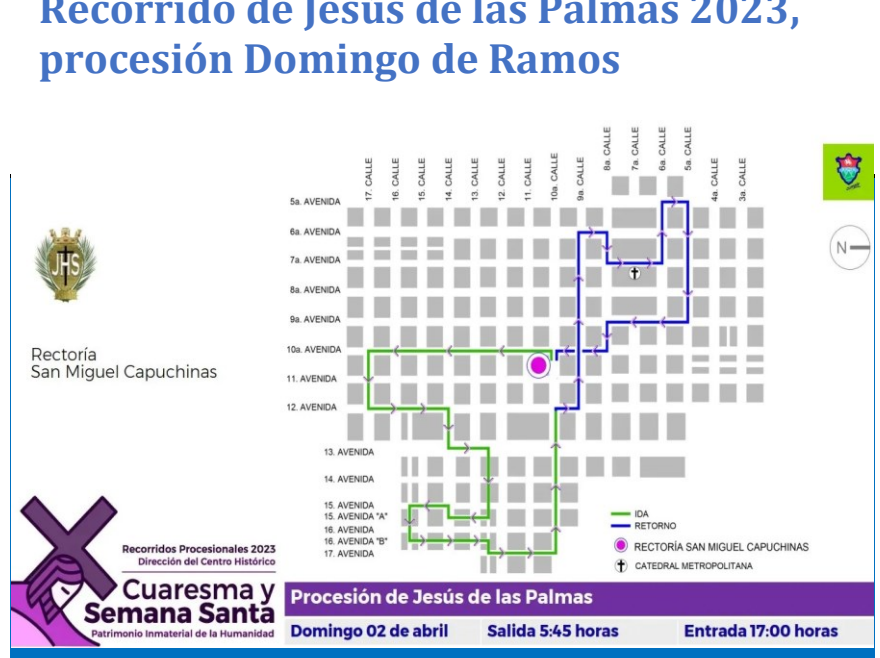 Recorrido de Jesús de las Palmas 2023,
procesión Domingo de Ramos
17. CALLE
16. CALLE
15. CALLE
14. CALLE
13. CALLE
12. CALLE
11. CALLE
10a. CALLE
9a. CALLE
8a. CALLE
7a. CALLE
6a. CALLE
5a. CALLE
4a. CALLE
3a. CALLE
5a. AVENIDA
6a. AVENIDA
7a. AVENIDA
8a. AVENIDA
9a. AVENIDA
10a. AVENIDA
11. AVENIDA
12. AVENIDA
13. AVENIDA
14. AVENIDA
15. AVENIDA
15. AVENIDA "A"
16. AVENIDA
16. AVENIDA "B"
17. AVENIDA
N
JHS
Rectoría
San Miguel Capuchinas
IDA
RETORNO
RECTORÍA SAN MIGUEL CAPUCHINAS
CATEDRAL METROPOLITANA
Recorridos Procesionales 2023
Dirección del Centro Histórico
Cuaresma y
Semana Santa
Patrimonio Inmaterial de la Humanidad
Procesión de Jesús de las Palmas
Domingo 02 de abril
Salida 5:45 horas
Entrada 17:00 horas